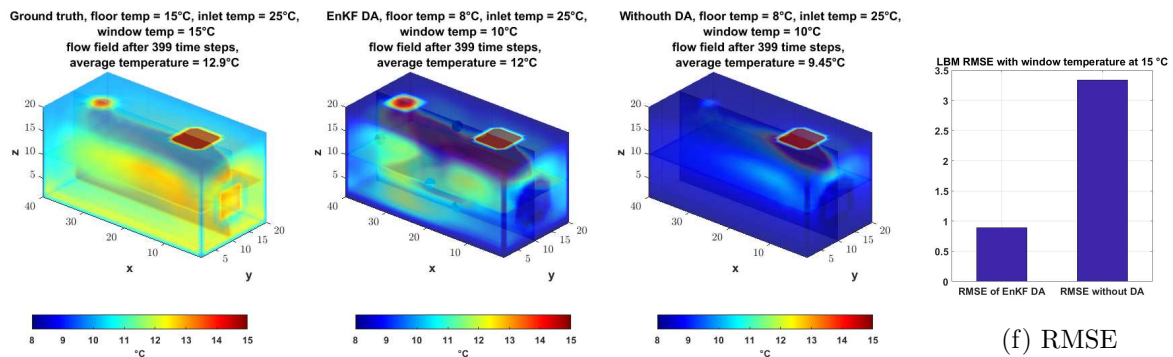 Ground truth, floor temp = 15°C, inlet temp = 25°C,
window temp = 15°C
flow field after 399 time steps,
average temperature = 12.9°C
20
15
z
10
5
40
30
20
x
10
5
10
15
20
y
8 9 10 11 12 13 14 15
°C
EnKF DA, floor temp = 8°C, inlet temp = 25°C,
window temp = 10°C
flow field after 399 time steps,
average temperature = 12°C
20
15
z
10
5
40
30
20
x
10
5
10
15
20
y
8 9 10 11 12 13 14 15
°C
Withouth DA, floor temp = 8°C, inlet temp = 25°C,
window temp = 10°C
flow field after 399 time steps,
average temperature = 9.45°C
20
15
z
10
5
40
30
20
x
10
5
10
15
20
y
8 9 10 11 12 13 14 15
°C
LBM RMSE with window temperature at 15 °C
3.5
3
2.5
2
1.5
1
0.5
0
RMSE of EnKF DA RMSE without DA
(f) RMSE